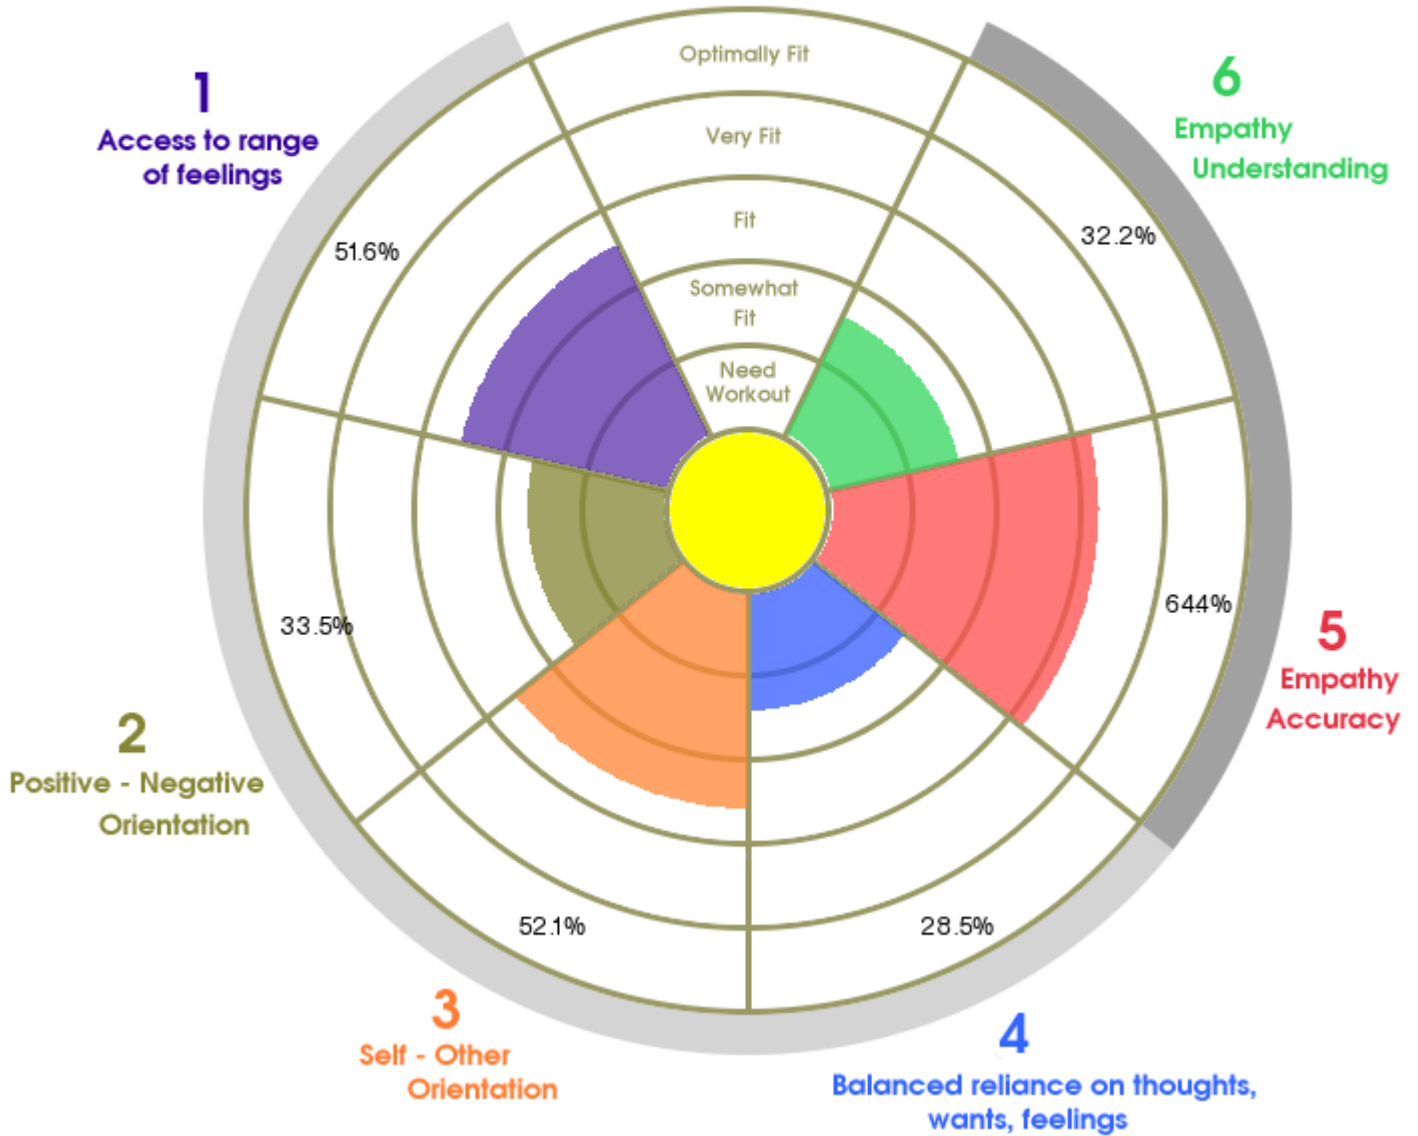 Optimally Fit
Very Fit
Fit
Somewhat
Fit
Need
Workout
1
Access to range
of feelings
51.6%
2
Positive - Negative
Orientation
33.5%
3
Self - Other
Orientation
52.1%
4
Balanced reliance on thoughts,
wants, feelings
28.5%
5
Empathy
Accuracy
64.4%
6
Empathy
Understanding
32.2%